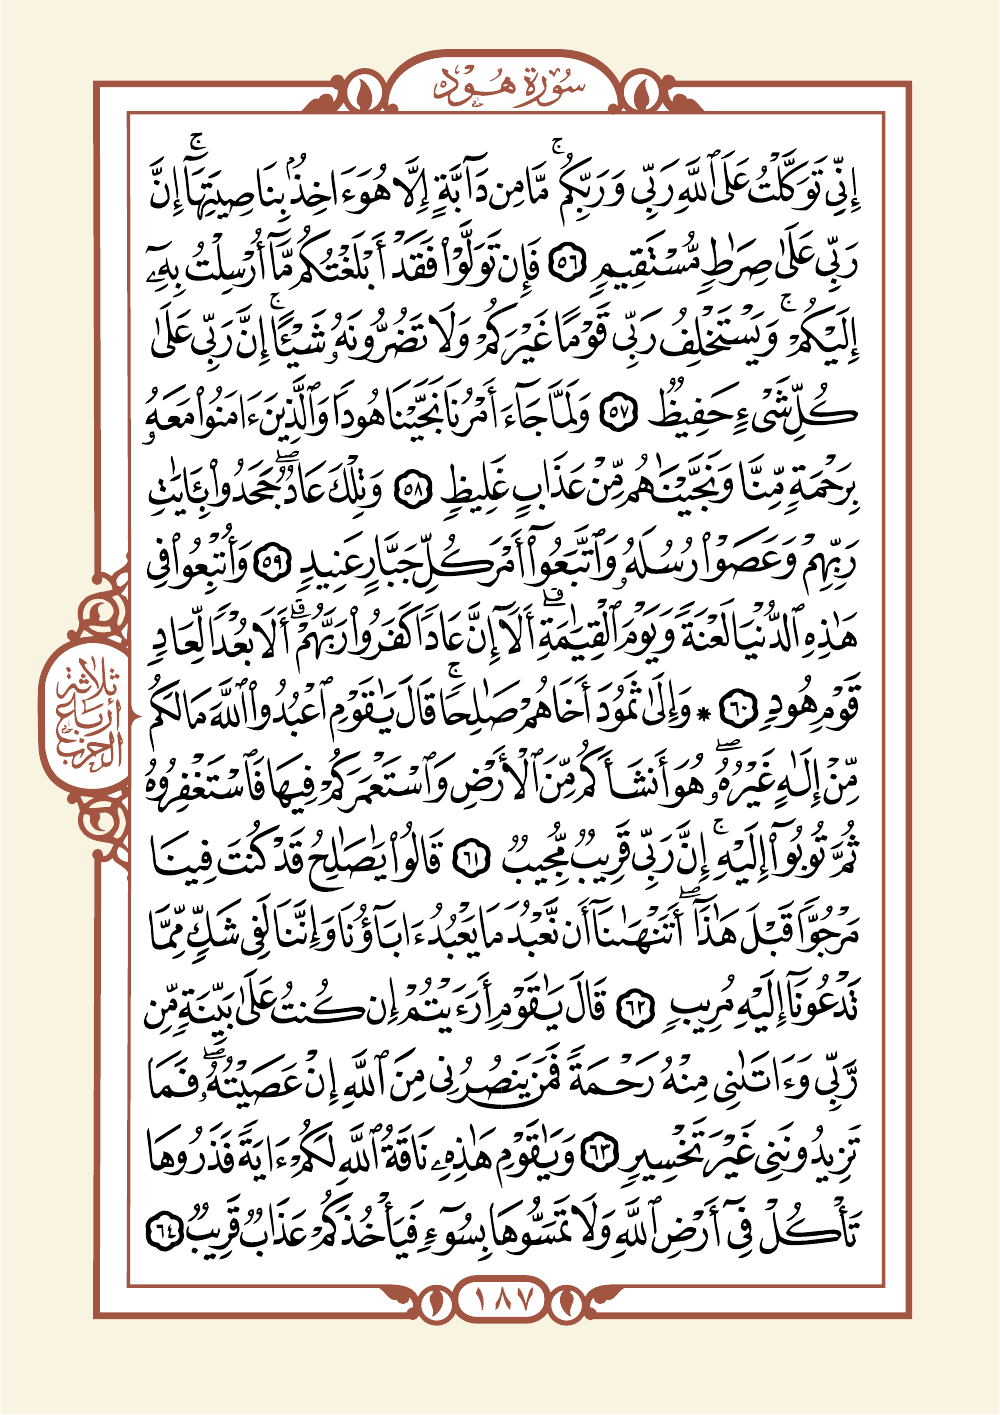 سُورَةُ هُودٍ
إِنِّي تَوَكَّلْتُ عَلَى ٱللَّهِ رَبِّي وَرَبِّكُمۚ مَّا مِن دَآبَّةٍ إِلَّا هُوَ ءَاخِذُۢ بِنَاصِيَتِهَآۚ إِنَّ
رَبِّي عَلَىٰ صِرَٰطٍ مُّسْتَقِيمٍ ٥٦ فَإِن تَوَلَّوْا۟ فَقَدْ أَبْلَغْتُكُم مَّآ أُرْسِلْتُ بِهِۦٓ
إِلَيْكُمْۚ وَيَسْتَخْلِفُ رَبِّي قَوْمًا غَيْرَكُمْ وَلَا تَضُرُّونَهُۥ شَيْـًٔاۚ إِنَّ رَبِّي عَلَىٰ
كُلِّ شَىْءٍ حَفِيظٌ ٥٧ وَلَمَّا جَآءَ أَمْرُنَا نَجَّيْنَا هُودًا وَٱلَّذِينَ ءَامَنُوا۟ مَعَهُۥ
بِرَحْمَةٍ مِّنَّا وَنَجَّيْنَٰهُم مِّنْ عَذَابٍ غَلِيظٍ ٥٨ وَتِلْكَ عَادٌۖ جَحَدُوا۟ بِـَٔايَٰتِ
رَبِّهِمْ وَعَصَوْا۟ رُسُلَهُۥ وَٱتَّبَعُوٓا۟ أَمْرَ كُلِّ جَبَّارٍ عَنِيدٍ ٥٩ وَأُتْبِعُوا۟ فِى
هَٰذِهِ ٱلدُّنْيَا لَعْنَةً وَيَوْمَ ٱلْقِيَٰمَةِۗ أَلَآ إِنَّ عَادًا كَفَرُوا۟ رَبَّهُمْۗ أَلَا بُعْدًا لِّعَادٍ
قَوْمِ هُودٍ ٦٠ ۞ وَإِلَىٰ ثَمُودَ أَخَاهُمْ صَٰلِحًاۚ قَالَ يَٰقَوْمِ ٱعْبُدُوا۟ ٱللَّهَ مَا لَكُم
مِّنْ إِلَٰهٍ غَيْرُهُۥۖ هُوَ أَنشَأَكُم مِّنَ ٱلْأَرْضِ وَٱسْتَعْمَرَكُمْ فِيهَا فَٱسْتَغْفِرُوهُ
ثُمَّ تُوبُوٓا۟ إِلَيْهِۚ إِنَّ رَبِّي قَرِيبٌ مُّجِيبٌ ٦١ قَالُوا۟ يَٰصَٰلِحُ قَدْ كُنتَ فِينَا
مَرْجُوًّا قَبْلَ هَٰذَآۖ أَتَنْهَىٰنَآ أَن نَّعْبُدَ مَا يَعْبُدُ ءَابَآؤُنَا وَإِنَّنَا لَفِى شَكٍّ مِّمَّا
تَدْعُونَآ إِلَيْهِ مُرِيبٍ ٦٢ قَالَ يَٰقَوْمِ أَرَءَيْتُمْ إِن كُنتُ عَلَىٰ بَيِّنَةٍ مِّن
رَّبِّي وَءَاتَىٰنِى مِنْهُ رَحْمَةً فَمَن يَنصُرُنِى مِنَ ٱللَّهِ إِنْ عَصَيْتُهُۥۖ فَمَا
تَزِيدُونَنِى غَيْرَ تَخْسِيرٍ ٦٣ وَيَٰقَوْمِ هَٰذِهِۦ نَاقَةُ ٱللَّهِ لَكُمْ ءَايَةً فَذَرُوهَا
تَأْكُلْ فِىٓ أَرْضِ ٱللَّهِ وَلَا تَمَسُّوهَا بِسُوٓءٍ فَيَأْخُذَكُمْ عَذَابٌ قَرِيبٌ ٦٤
ثلاثة
أرباع
الحزب
١٨٧